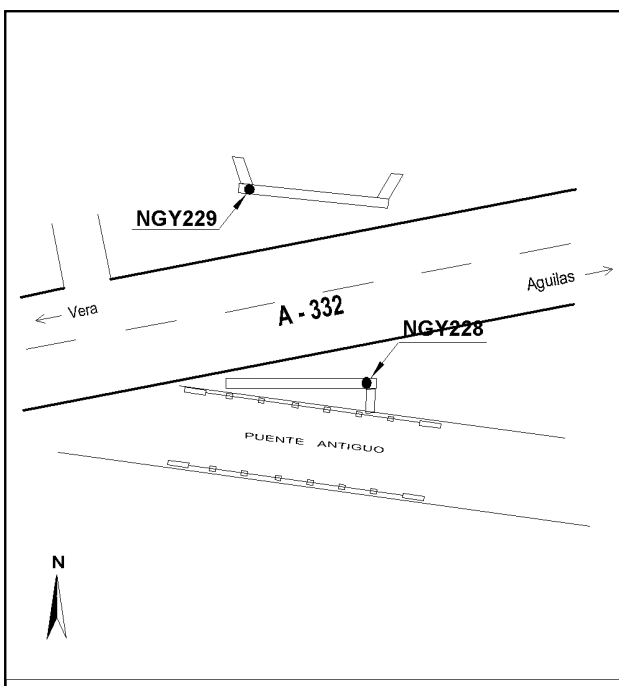 NGY229
Aguilas
Vera
A - 332
NGY228
PUENTE ANTIGUO
N